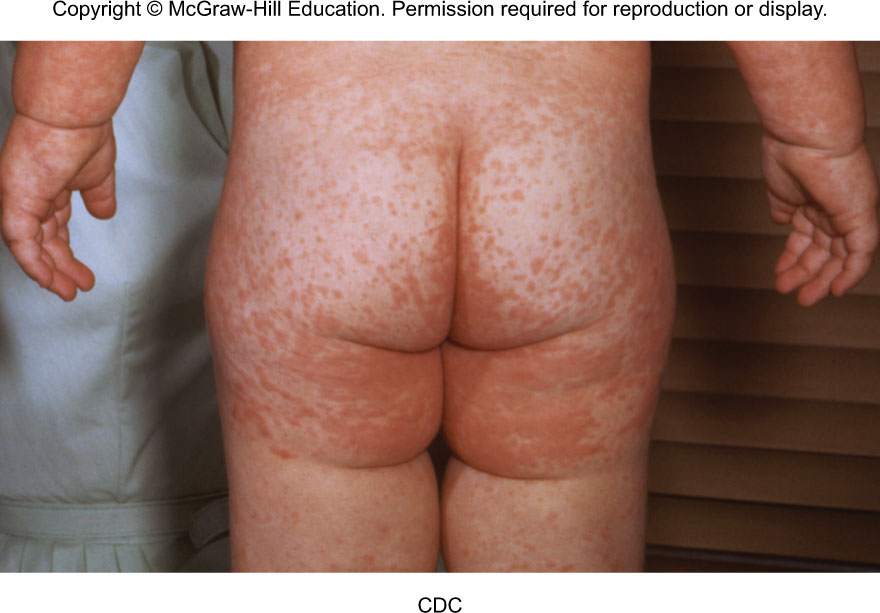 Copyright © McGraw-Hill Education. Permission required for reproduction or display.
CDC